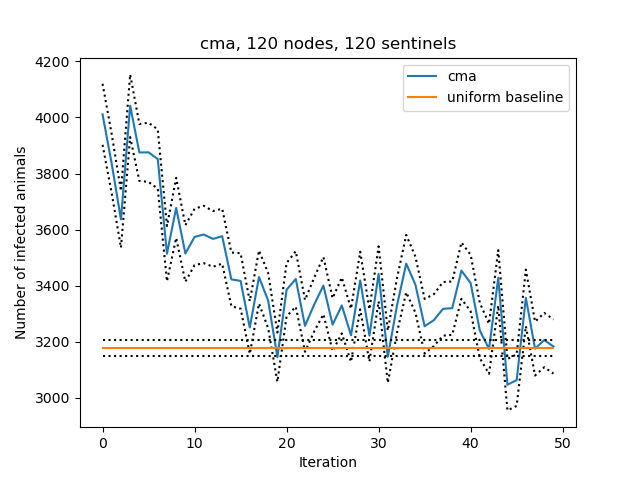 cma, 120 nodes, 120 sentinels
cma
uniform baseline
Number of infected animals
4200
4000
3800
3600
3400
3200
3000
0 10 20 30 40 50
Iteration